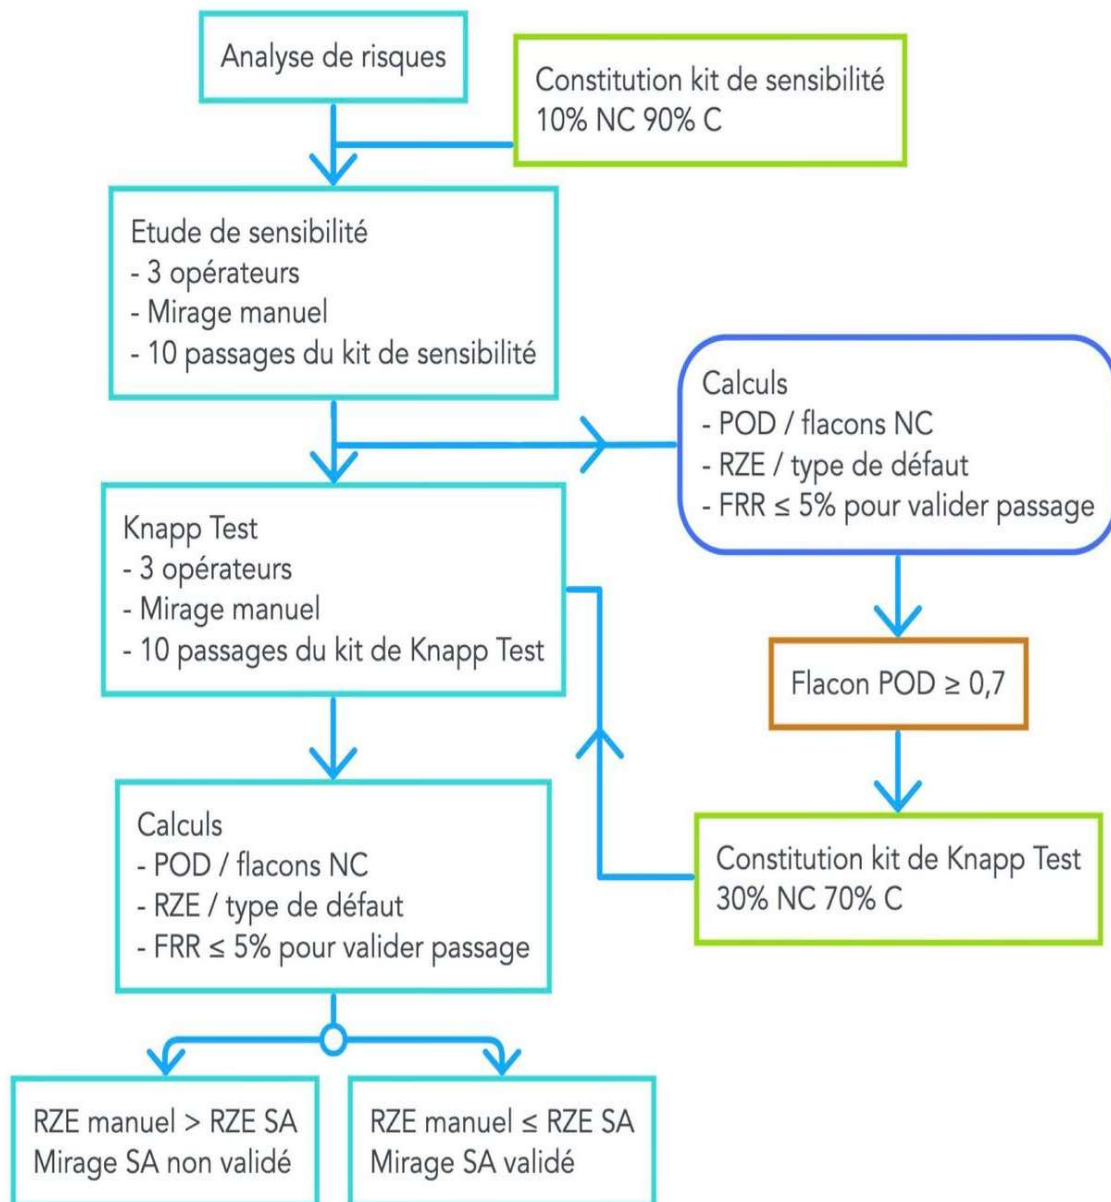 Analyse de risques
Constitution kit de sensibilité
10% NC 90% C
Etude de sensibilité
- 3 opérateurs
- Mirage manuel
- 10 passages du kit de sensibilité
Calculs
- POD / flacons NC
- RZE / type de défaut
- FRR ≤ 5% pour valider passage
Knapp Test
- 3 opérateurs
- Mirage manuel
- 10 passages du kit de Knapp Test
Flacon POD ≥ 0,7
Constitution kit de Knapp Test
30% NC 70% C
Calculs
- POD / flacons NC
- RZE / type de défaut
- FRR ≤ 5% pour valider passage
RZE manuel > RZE SA
Mirage SA non validé
RZE manuel ≤ RZE SA
Mirage SA validé